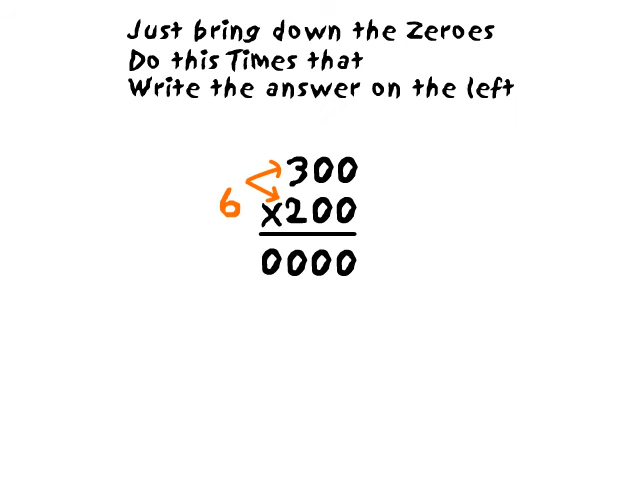 Just bring down the Zeroes
Do this Times that
Write the answer on the left
300
6
x200
0000